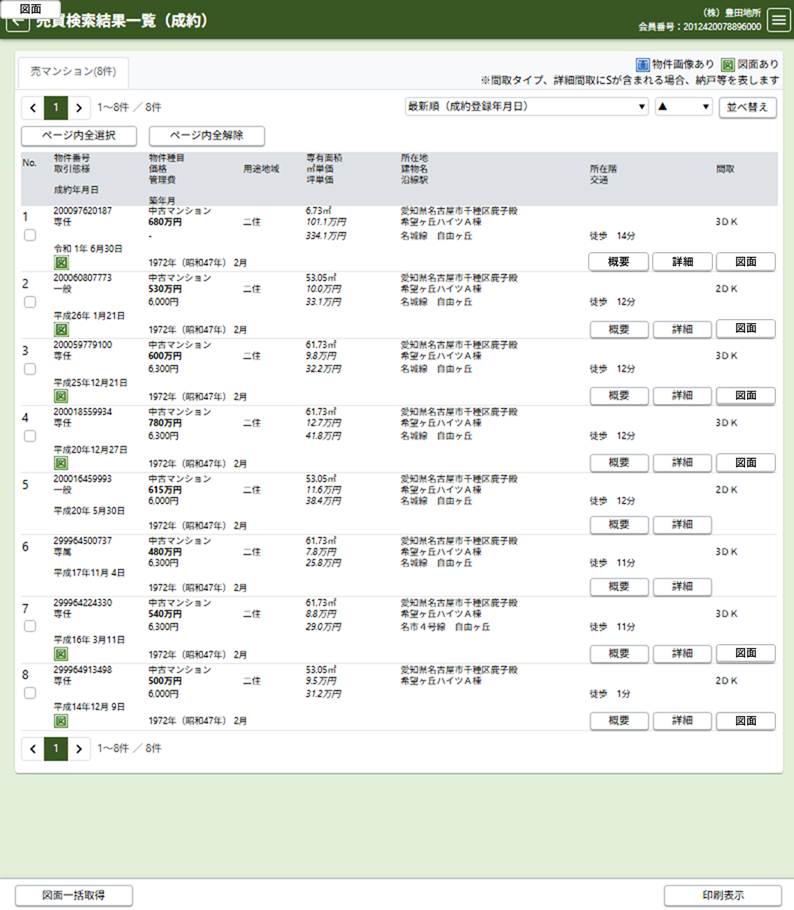 図面
売買検索結果一覧（成約）
（株）豊田地所
会員番号：2012420078896000
売マンション(8件)
物件画像あり 図 図面あり
※間取タイプ、詳細間取にSが含まれる場合、納戸等を表します
1 1～8件 ／ 8件
最新順（成約登録年月日） ▲ 並べ替え
ページ内全選択 ページ内全解除
No. 物件番号 物件種目 専有面積 所在地
取引態様 価格 用途地域 ㎡単価 建物名 所在階 間取
管理費 坪単価 沿線駅 交通
成約年月日
築年月
1 200097620187 中古マンション 6.73㎡ 愛知県名古屋市千種区鹿子殿
専任 680万円 二住 101.1万円 希望ヶ丘ハイツＡ棟 3ＤＫ
- 334.1万円 名城線 自由ヶ丘 徒歩 14分
令和 1年 6月30日
図 1972年（昭和47年） 2月 概要 詳細 図面
2 200060807773 中古マンション 53.05㎡ 愛知県名古屋市千種区鹿子殿
一般 530万円 二住 10.0万円 希望ヶ丘ハイツＡ棟 2ＤＫ
6,000円 33.1万円 名城線 自由ヶ丘 徒歩 12分
平成26年 1月21日
図 1972年（昭和47年） 2月 概要 詳細 図面
3 200059779100 中古マンション 61.73㎡ 愛知県名古屋市千種区鹿子殿
専任 600万円 二住 9.8万円 希望ヶ丘ハイツＡ棟 3ＤＫ
6,300円 32.2万円 名城線 自由ヶ丘 徒歩 12分
平成25年12月21日
図 1972年（昭和47年） 2月 概要 詳細 図面
4 200018559934 中古マンション 61.73㎡ 愛知県名古屋市千種区鹿子殿
専任 780万円 二住 12.7万円 希望ヶ丘ハイツＡ棟 3ＤＫ
6,300円 41.8万円 名城線 自由ヶ丘 徒歩 12分
平成20年12月27日
図 1972年（昭和47年） 2月 概要 詳細 図面
5 200016459993 中古マンション 53.05㎡ 愛知県名古屋市千種区鹿子殿
一般 615万円 二住 11.6万円 希望ヶ丘ハイツＡ棟 2ＤＫ
6,000円 38.4万円 名城線 自由ヶ丘 徒歩 12分
平成20年 5月30日
1972年（昭和47年） 2月 概要 詳細
6 299964500737 中古マンション 61.73㎡ 愛知県名古屋市千種区鹿子殿
専属 480万円 二住 7.8万円 希望ヶ丘ハイツＡ棟 3ＤＫ
6,300円 25.8万円 名城線 自由ヶ丘 徒歩 11分
平成17年11月 4日
1972年（昭和47年） 2月 概要 詳細
7 299964224330 中古マンション 61.73㎡ 愛知県名古屋市千種区鹿子殿
専任 540万円 二住 8.8万円 希望ヶ丘ハイツＡ棟 3ＤＫ
6,300円 29.0万円 名市４号線 自由ヶ丘 徒歩 11分
平成16年 3月11日
図 1972年（昭和47年） 2月 概要 詳細 図面
8 299964913498 中古マンション 53.05㎡ 愛知県名古屋市千種区鹿子殿
専任 500万円 二住 9.5万円 希望ヶ丘ハイツＡ棟 2ＤＫ
6,000円 31.2万円 徒歩 1分
平成14年12月 9日
図 1972年（昭和47年） 2月 概要 詳細 図面
1 1～8件 ／ 8件
図面一括取得 印刷表示